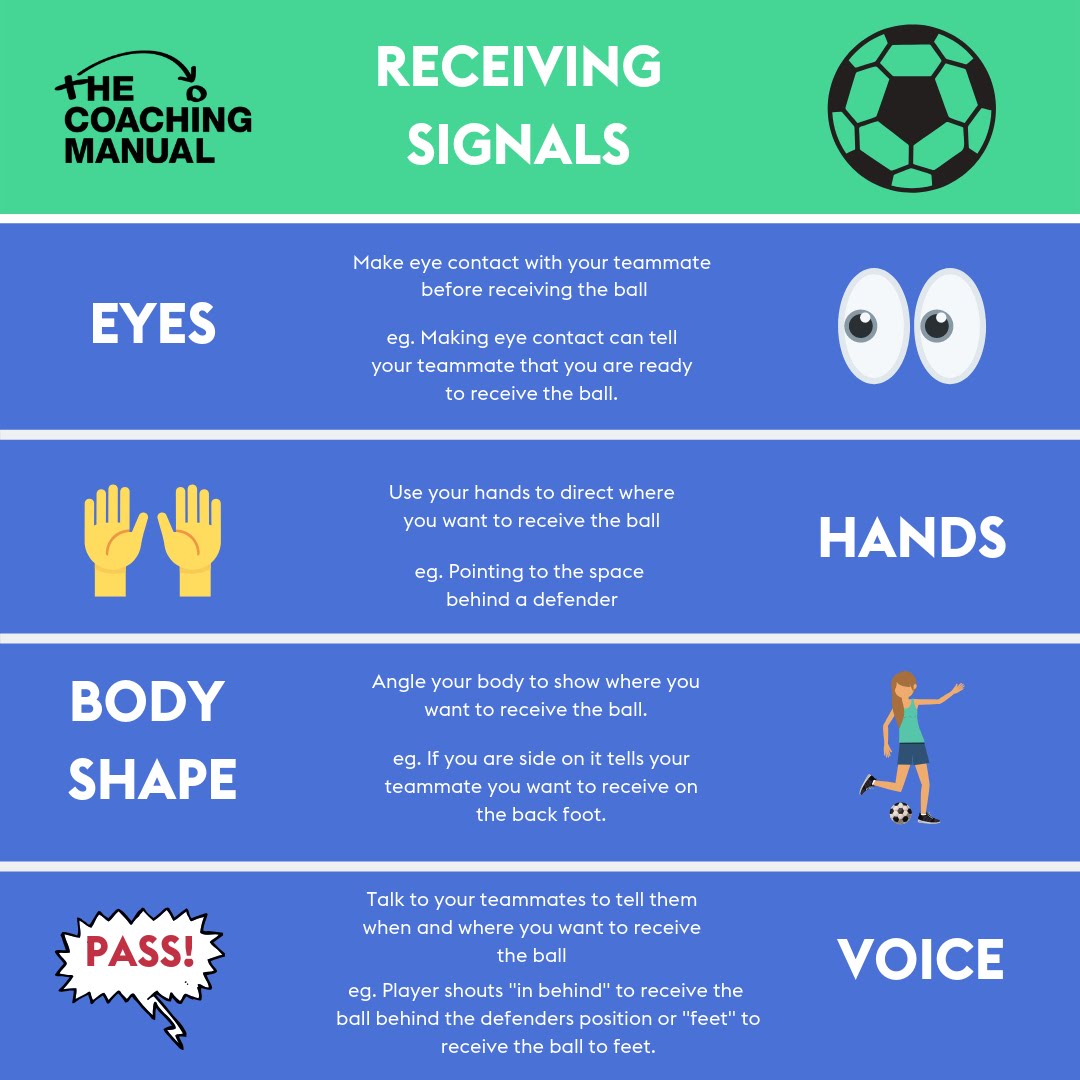 THE
COACHING
MANUAL
RECEIVING
SIGNALS
EYES
Make eye contact with your teammate
before receiving the ball
eg. Making eye contact can tell
your teammate that you are ready
to receive the ball.
Use your hands to direct where
you want to receive the ball
eg. Pointing to the space
behind a defender
HANDS
BODY
SHAPE
Angle your body to show where you
want to receive the ball.
eg. If you are side on it tells your
teammate you want to receive on
the back foot.
PASS!
Talk to your teammates to tell them
when and where you want to receive
the ball
eg. Player shouts "in behind" to receive the
ball behind the defenders position or "feet" to
receive the ball to feet.
VOICE